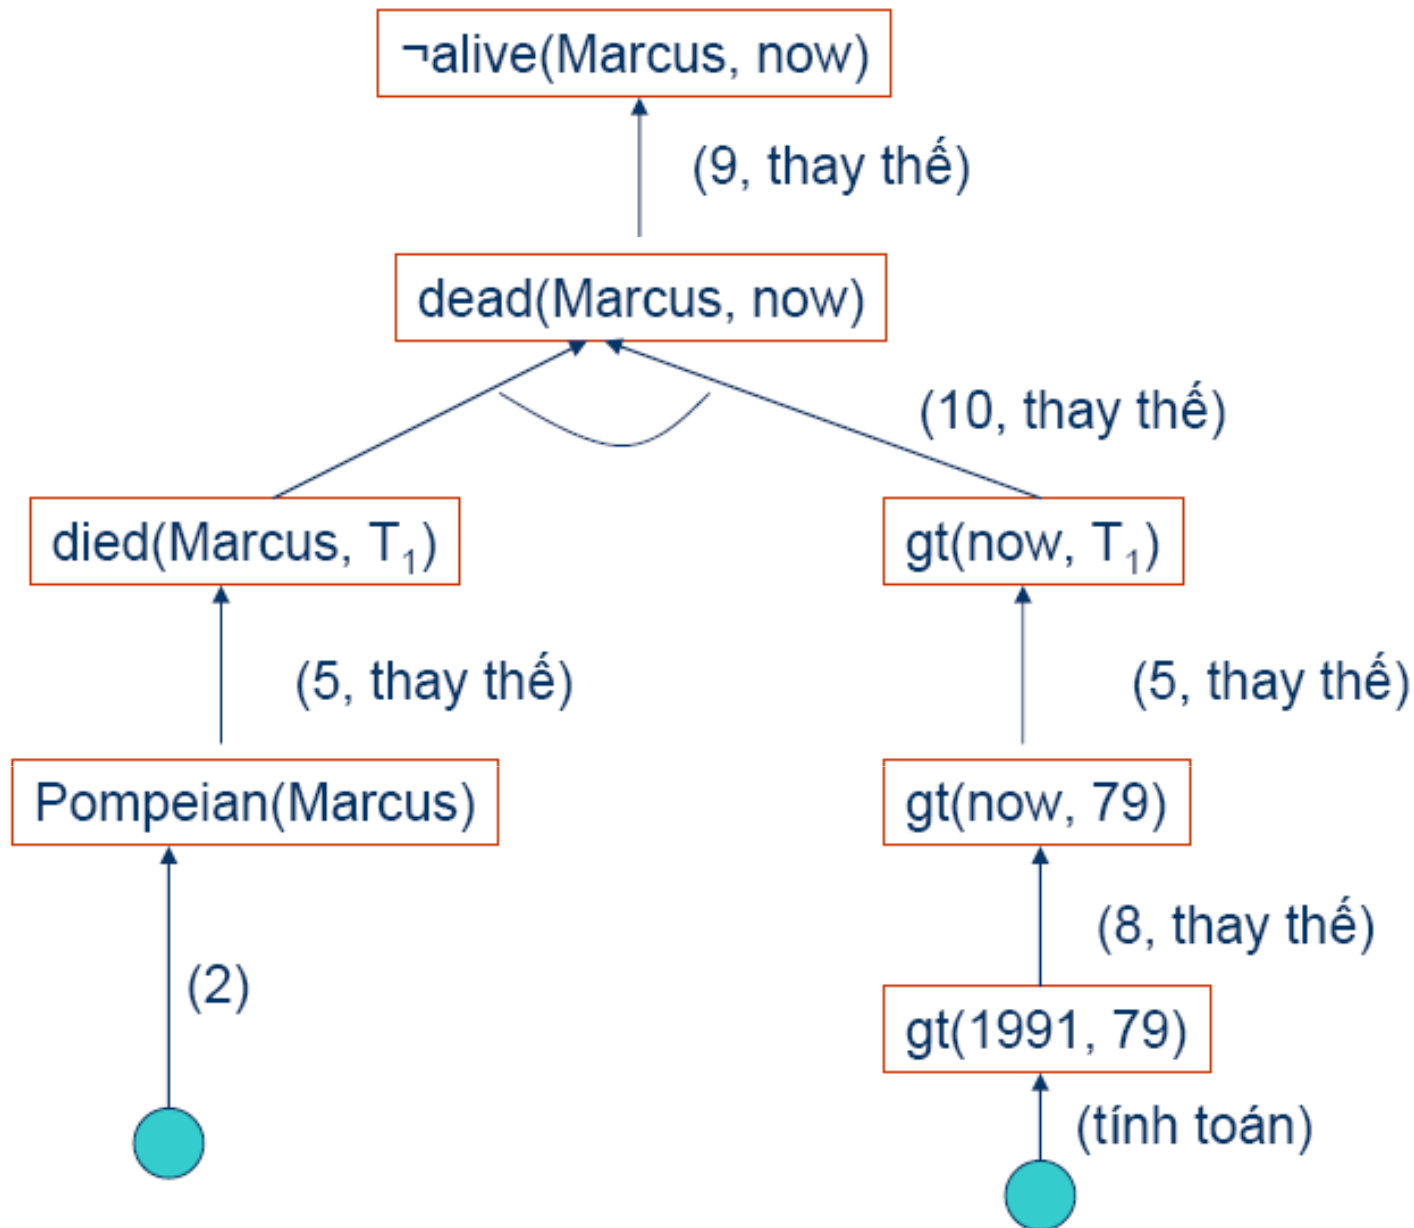 ¬alive(Marcus, now)
(9, thay thế)
dead(Marcus, now)
(10, thay thế)
died(Marcus, T₁)
gt(now, T₁)
(5, thay thế)
(5, thay thế)
Pompeian(Marcus)
gt(now, 79)
(8, thay thế)
(2)
gt(1991, 79)
(tính toán)